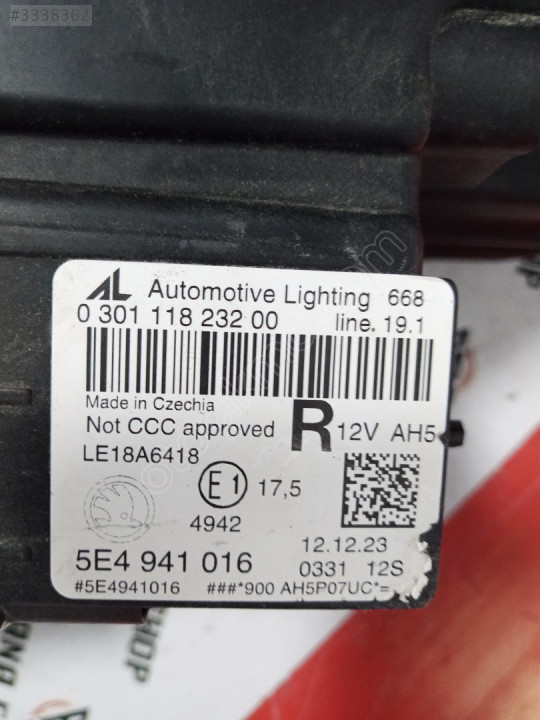 #3338362
AL Automotive Lighting 668
0 301 118 232 00 line. 19.1
Made in Czechia
Not CCC approved R 12V AH5
LE18A6418
E1 17,5
4942
12.12.23
5E4 941 016 0331 12S
#5E4941016 ###*900 AH5P07UC*=